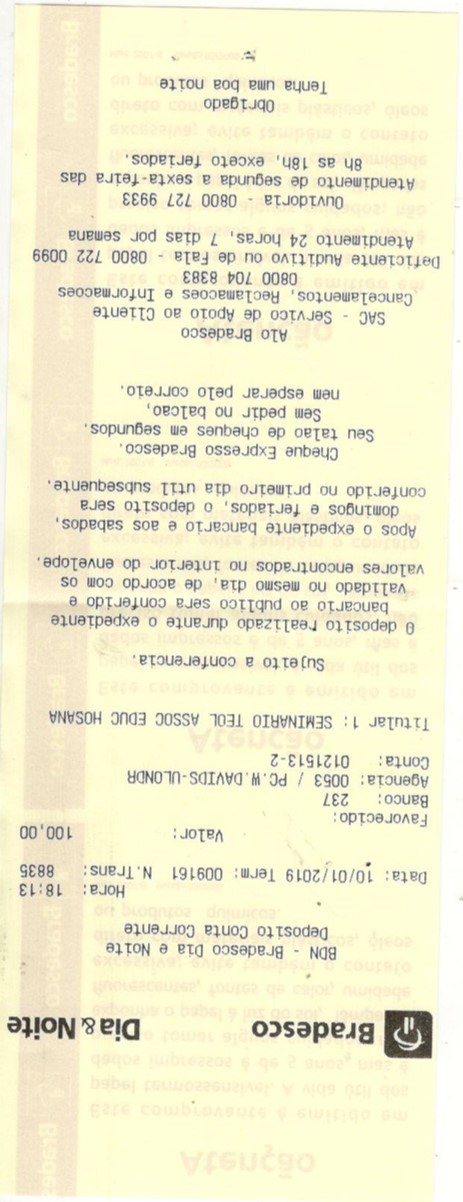 Bradesco Dia & Noite
BDN - Bradesco Dia e Noite
Deposito Conta Corrente
Hora: 18:13
Data: 10/01/2019 Term: 009161 N.Trans: 8835
Valor: 100,00
Favorecido:
Banco: 237
Agencia: 0053 / PC.W.DAVIDS-ULONDR
Conta: 0121513-2
Titular 1: SEMINARIO TEOL ASSOC EDUC HOSANA
Sujeito a conferencia.
O deposito realizado durante o expediente
bancario ao publico sera conferido e
validado no mesmo dia, de acordo com os
valores encontrados no interior do envelope.
Apos o expediente bancario e aos sabados,
domingos e feriados, o deposito sera
conferido no primeiro dia util subsequente.
Cheque Expresso Bradesco.
Seu talao de cheques em segundos.
Sem pedir no balcao,
nem esperar pelo correio.
Alo Bradesco
SAC - Servico de Apoio ao Cliente
Cancelamentos, Reclamacoes e Informacoes
0800 704 8383
Deficiente Auditivo ou de Fala - 0800 722 0099
Atendimento 24 horas, 7 dias por semana
Ouvidoria - 0800 727 9933
Atendimento de segunda a sexta-feira das
8h as 18h, exceto feriados.
Obrigado
Tenha uma boa noite